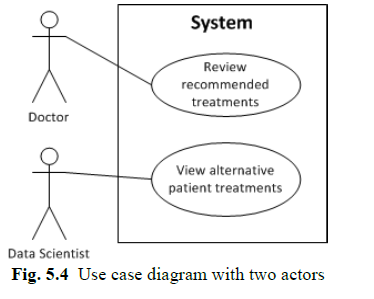 System
Review
recommended
treatments
Doctor
View alternative
patient treatments
Data Scientist
Fig. 5.4 Use case diagram with two actors